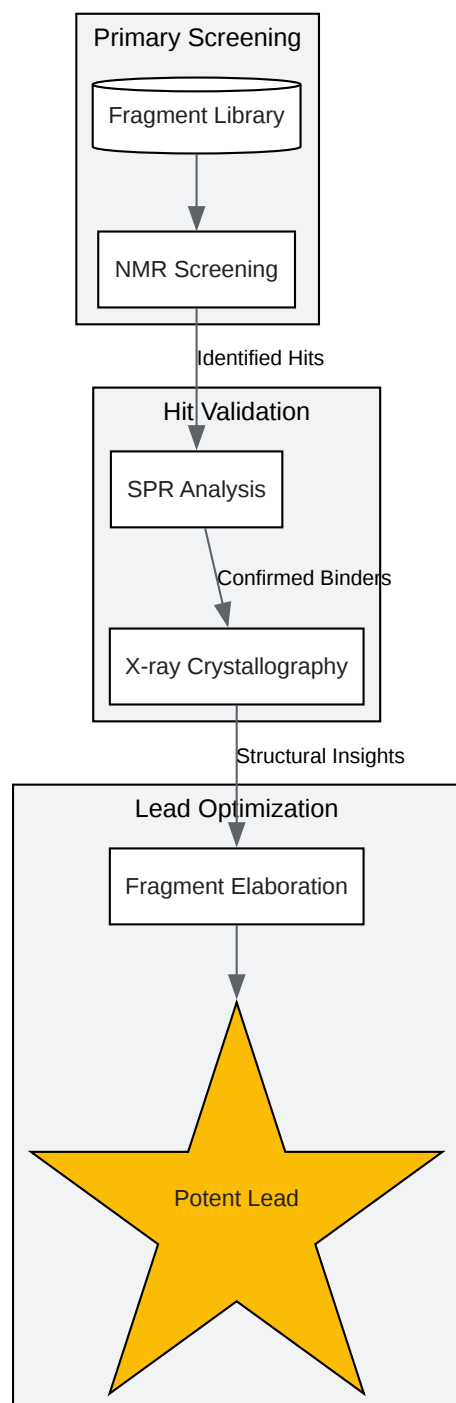 Primary Screening
Fragment Library
NMR Screening
Identified Hits
Hit Validation
SPR Analysis
Confirmed Binders
X-ray Crystallography
Structural Insights
Lead Optimization
Fragment Elaboration
Potent Lead